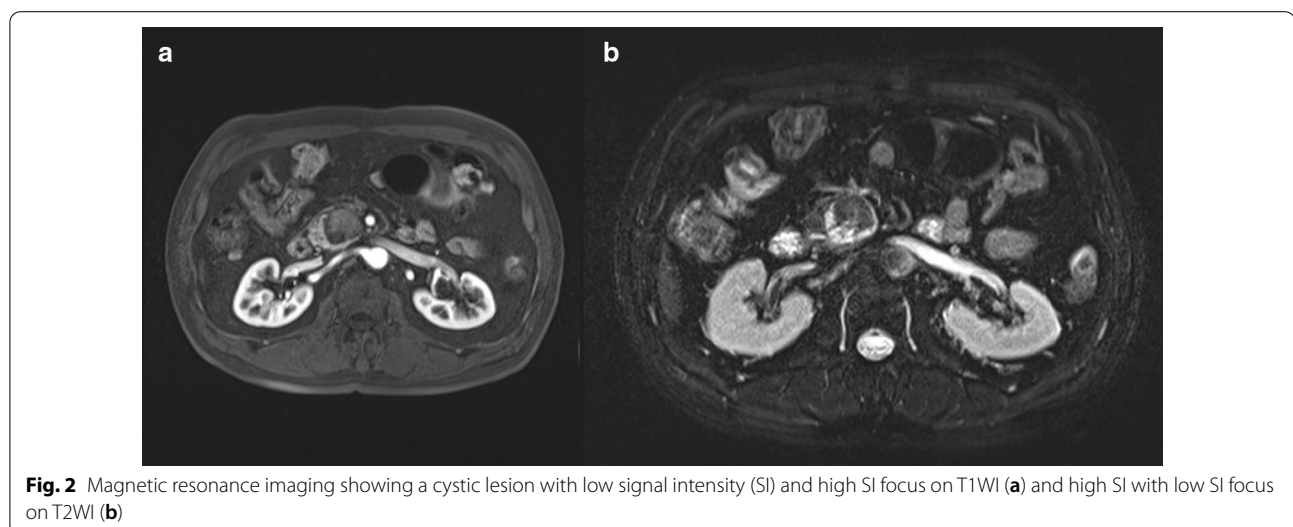 a
b
Fig. 2 Magnetic resonance imaging showing a cystic lesion with low signal intensity (SI) and high SI focus on T1WI (a) and high SI with low SI focus
on T2WI (b)